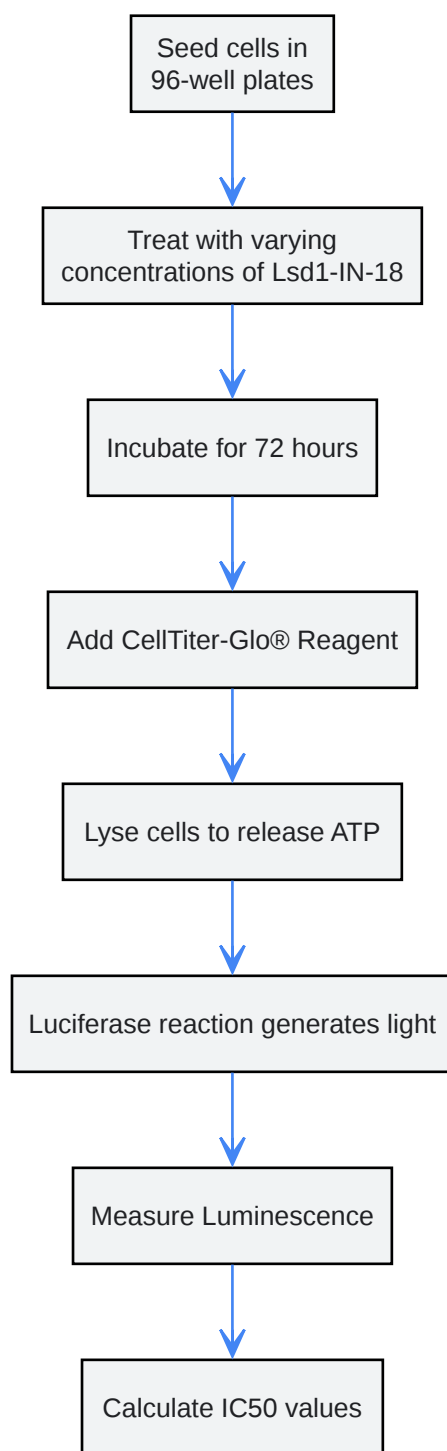 Seed cells in
96-well plates
Treat with varying
concentrations of Lsd1-IN-18
Incubate for 72 hours
Add CellTiter-Glo® Reagent
Lyse cells to release ATP
Luciferase reaction generates light
Measure Luminescence
Calculate IC50 values